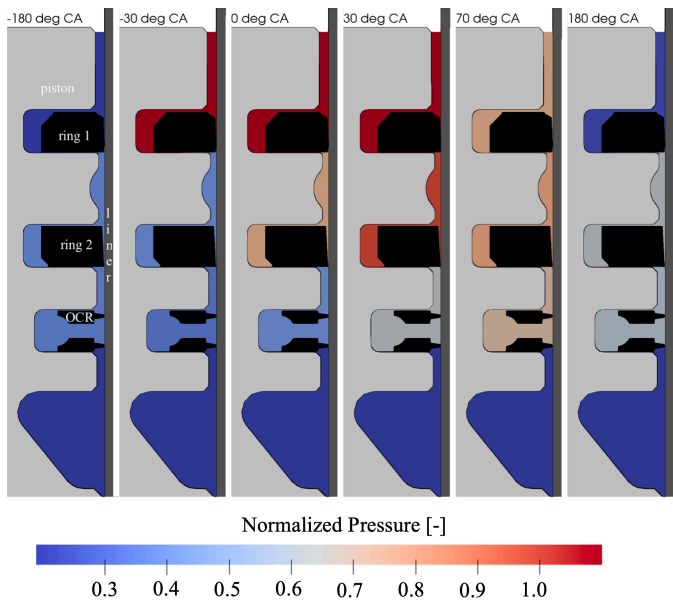 -180 deg CA
-30 deg CA
0 deg CA
30 deg CA
70 deg CA
180 deg CA
piston
ring 1
liner
ring 2
OCR
Normalized Pressure [-]
0.3 0.4 0.5 0.6 0.7 0.8 0.9 1.0